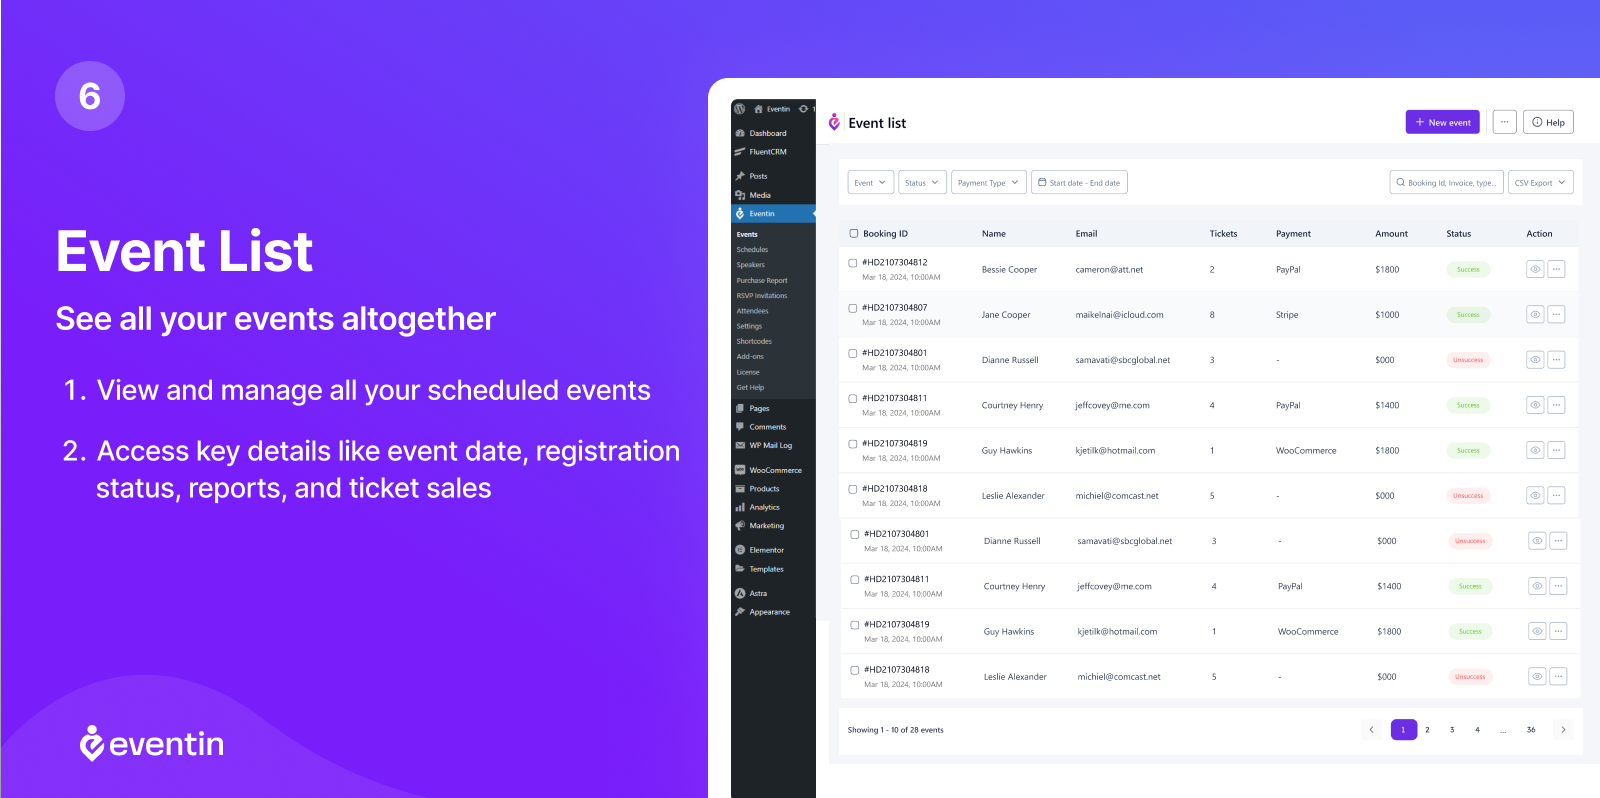 6
Event List
See all your events altogether
1. View and manage all your scheduled events
2. Access key details like event date, registration
status, reports, and ticket sales
eventin
Eventin 1
Dashboard
FluentCRM
Posts
Media
Eventin
Events
Schedules
Speakers
Purchase Report
RSVP Invitations
Attendees
Settings
Shortcodes
Add-ons
License
Get Help
Pages
Comments
WP Mail Log
WooCommerce
Products
Analytics
Marketing
Elementor
Templates
Astra
Appearance
Event list + New event ... Help
Event Status Payment Type Start date - End date Booking Id, Invoice, type... CSV Export
Booking ID Name Email Tickets Payment Amount Status Action
#HD2107304812 Bessie Cooper cameron@att.net 2 PayPal $1800 Success ...
Mar 18, 2024, 10:00AM
#HD2107304807 Jane Cooper maikelnai@icloud.com 8 Stripe $1000 Success ...
Mar 18, 2024, 10:00AM
#HD2107304801 Dianne Russell samavati@sbcglobal.net 3 - $000 Unsuccess ...
Mar 18, 2024, 10:00AM
#HD2107304811 Courtney Henry jeffcovey@me.com 4 PayPal $1400 Success ...
Mar 18, 2024, 10:00AM
#HD2107304819 Guy Hawkins kjetilk@hotmail.com 1 WooCommerce $1800 Success ...
Mar 18, 2024, 10:00AM
#HD2107304818 Leslie Alexander michiel@comcast.net 5 - $000 Unsuccess ...
Mar 18, 2024, 10:00AM
#HD2107304801 Dianne Russell samavati@sbcglobal.net 3 - $000 Unsuccess ...
Mar 18, 2024, 10:00AM
#HD2107304811 Courtney Henry jeffcovey@me.com 4 PayPal $1400 Success ...
Mar 18, 2024, 10:00AM
#HD2107304819 Guy Hawkins kjetilk@hotmail.com 1 WooCommerce $1800 Success ...
Mar 18, 2024, 10:00AM
#HD2107304818 Leslie Alexander michiel@comcast.net 5 - $000 Unsuccess ...
Mar 18, 2024, 10:00AM
Showing 1 - 10 of 28 events < 1 2 3 4 ... 36 >